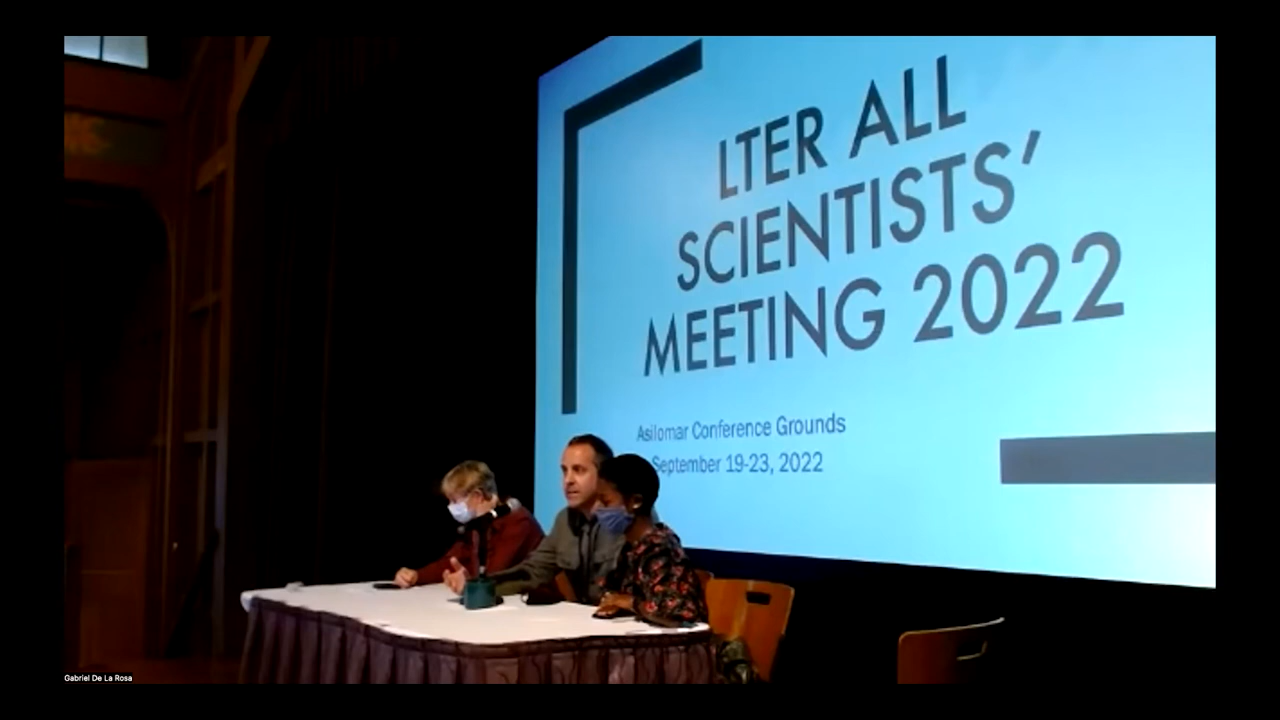 LTER ALL
SCIENTISTS’
MEETING 2022
Asilomar Conference Grounds
September 19-23, 2022
Gabriel De La Rosa